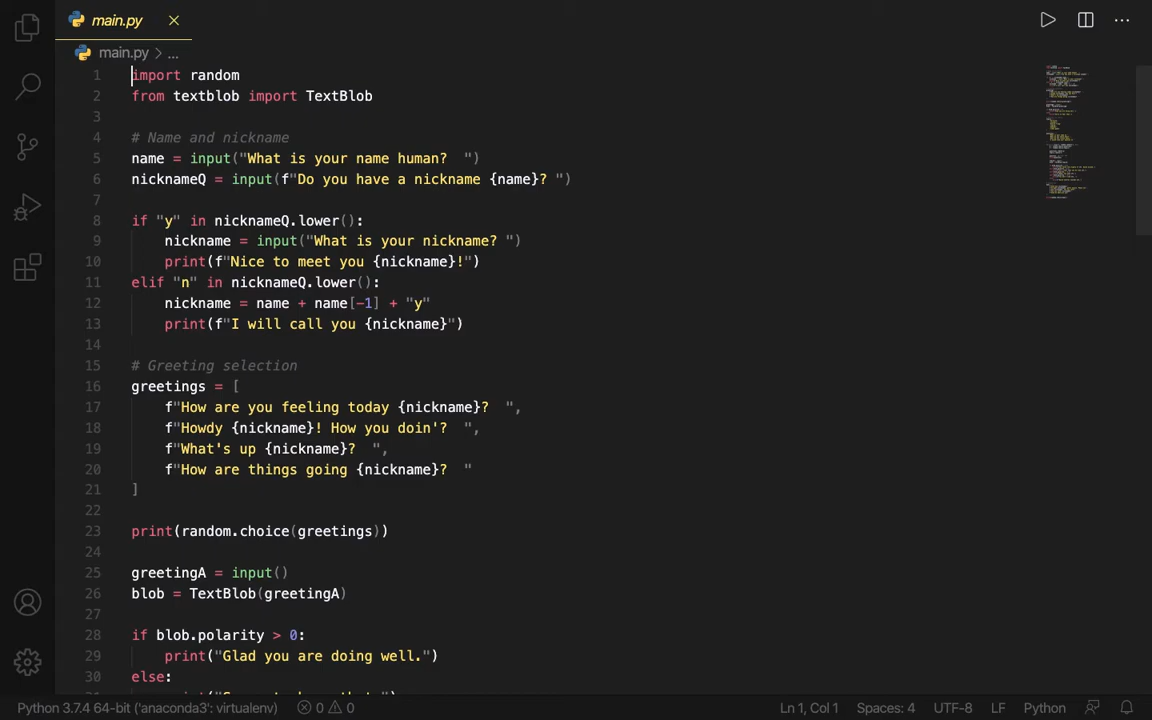 main.py
main.py > ...
1 import random
2 from textblob import TextBlob
3
4 # Name and nickname
5 name = input("What is your name human?  ")
6 nicknameQ = input(f"Do you have a nickname {name}? ")
7
8 if "y" in nicknameQ.lower():
9     nickname = input("What is your nickname? ")
10     print(f"Nice to meet you {nickname}!")
11 elif "n" in nicknameQ.lower():
12     nickname = name + name[-1] + "y"
13     print(f"I will call you {nickname}")
14
15 # Greeting selection
16 greetings = [
17     f"How are you feeling today {nickname}?  ",
18     f"Howdy {nickname}! How you doin'?  ",
19     f"What's up {nickname}?  ",
20     f"How are things going {nickname}?  "
21 ]
22
23 print(random.choice(greetings))
24
25 greetingA = input()
26 blob = TextBlob(greetingA)
27
28 if blob.polarity > 0:
29     print("Glad you are doing well.")
30 else:
Python 3.7.4 64-bit ('anaconda3': virtualenv) 0 0 Ln 1, Col 1 Spaces: 4 UTF-8 LF Python